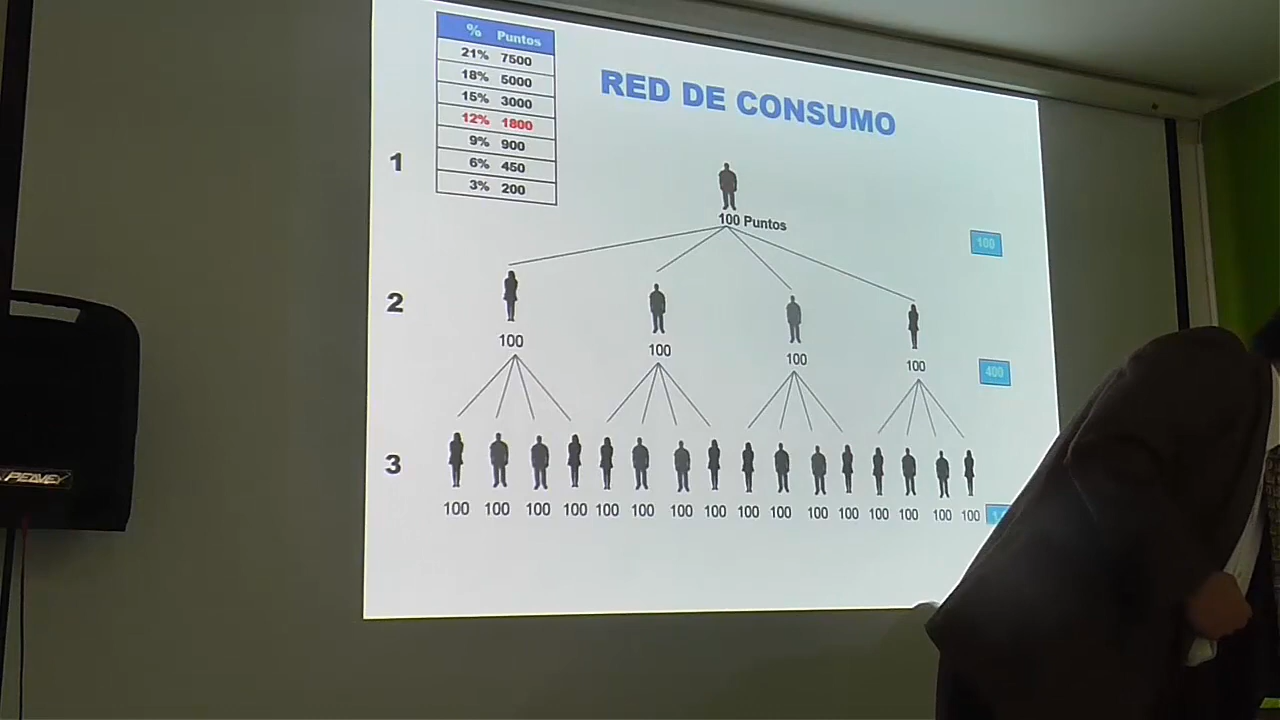 % Puntos
21% 7500
18% 5000
15% 3000
12% 1800
9% 900
6% 450
3% 200
RED DE CONSUMO
1
100 Puntos
100
2
100 100 100 100
400
3
100 100 100 100 100 100 100 100 100 100 100 100 100 100 100 100
PEAVEY